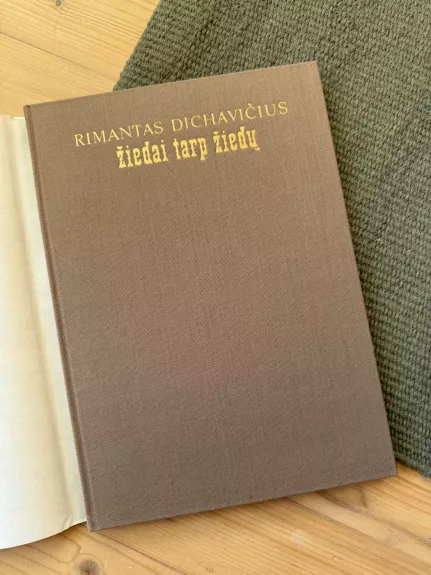 RIMANTAS DICHAVIČIUS
žiedai tarp žiedų